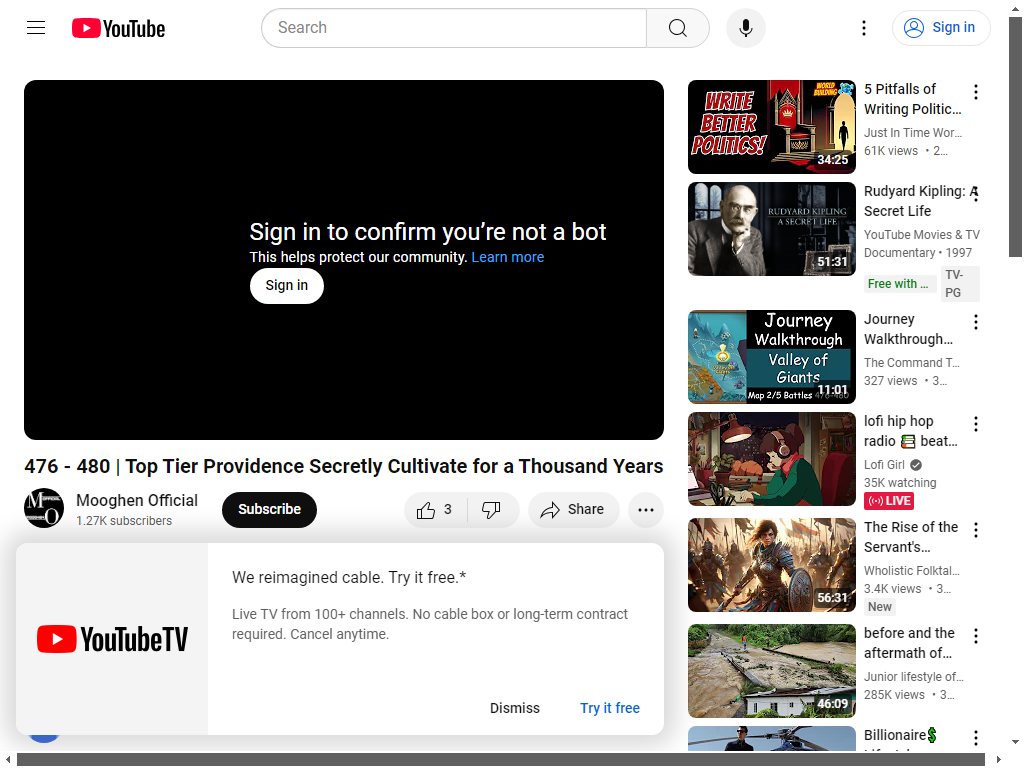 YouTube
Search
Sign in
Sign in to confirm you're not a bot
This helps protect our community. Learn more
Sign in
476 - 480 | Top Tier Providence Secretly Cultivate for a Thousand Years
Mooghen Official
1.27K subscribers
Subscribe
3
Share
YouTubeTV
We reimagined cable. Try it free.*
Live TV from 100+ channels. No cable box or long-term contract
required. Cancel anytime.
Dismiss
Try it free
WRITE
BETTER
POLITICS!
WORLD
BUILDING
34:25
5 Pitfalls of
Writing Politic...
Just In Time Wor...
61K views • 2...
RUDYARD KIPLING
A SECRET LIFE
51:31
Rudyard Kipling: A
Secret Life
YouTube Movies & TV
Documentary • 1997
Free with ...
TV-
PG
Journey
Walkthrough
Valley of
Giants
Map 2/5 Battles 476-480
11:01
Journey
Walkthrough...
The Command T...
327 views • 3...
lofi hip hop
radio 📚 beat...
Lofi Girl
35K watching
LIVE
56:31
The Rise of the
Servant's...
Wholistic Folktal...
3.4K views • 3...
New
46:09
before and the
aftermath of...
Junior lifestyle of...
285K views • 3...
Billionaire💲